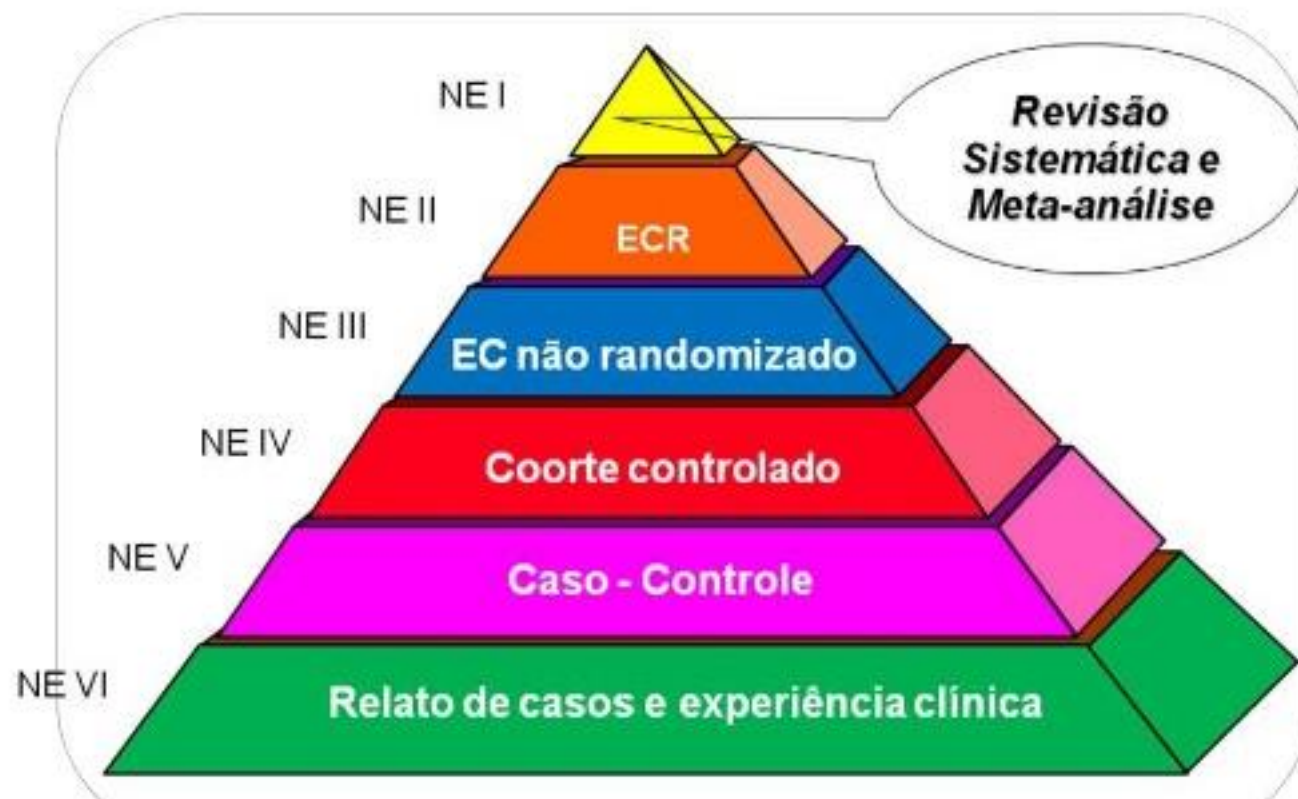 NE I
Revisão
Sistemática e
Meta-análise
NE II
ECR
NE III
EC não randomizado
NE IV
Coorte controlado
NE V
Caso - Controle
NE VI
Relato de casos e experiência clínica